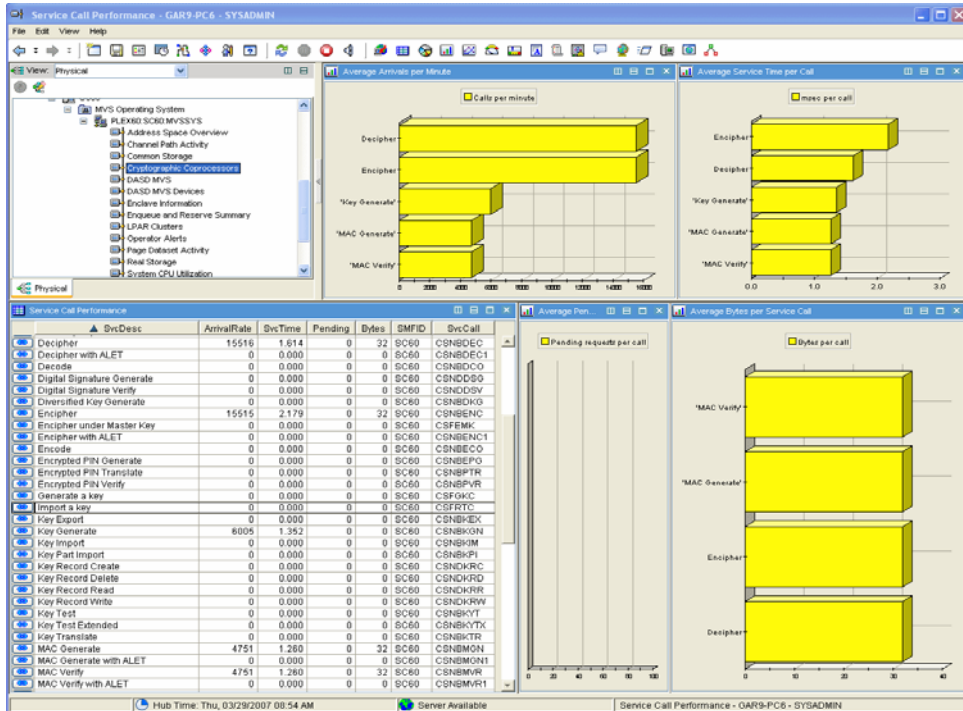 Service Call Performance - GAR9-PC6 - SYSADMIN
File Edit View Help
View: Physical
MVS Operating System
PLEX60:SC60:MVSSYS
Address Space Overview
Channel Path Activity
Common Storage
Cryptographic Coprocessors
DASD MVS
DASD MVS Devices
Enclave Information
Enqueue and Reserve Summary
LPAR Clusters
Operator Alerts
Page Dataset Activity
Real Storage
System CPU Utilization
Physical
Average Arrivals per Minute
Calls per minute
Decipher
Encipher
'Key Generate'
'MAC Generate'
'MAC Verify'
0 2000 4000 6000 8000 10000 12000 14000 16000
Average Service Time per Call
msec per call
Encipher
Decipher
'Key Generate'
'MAC Generate'
'MAC Verify'
0.0 1.0 2.0 3.0
Service Call Performance
SvcDesc ArrivalRate SvcTime Pending Bytes SMFID SvcCall
Decipher 15516 1.614 0 32 SC60 CSNBDEC
Decipher with ALET 0 0.000 0 0 SC60 CSNBDEC1
Decode 0 0.000 0 0 SC60 CSNBDCO
Digital Signature Generate 0 0.000 0 0 SC60 CSNDDSG
Digital Signature Verify 0 0.000 0 0 SC60 CSNDDSV
Diversified Key Generate 0 0.000 0 0 SC60 CSNBDKG
Encipher 15515 2.179 0 32 SC60 CSNBENC
Encipher under Master Key 0 0.000 0 0 SC60 CSFEMK
Encipher with ALET 0 0.000 0 0 SC60 CSNBENC1
Encode 0 0.000 0 0 SC60 CSNBECO
Encrypted PIN Generate 0 0.000 0 0 SC60 CSNBEPG
Encrypted PIN Translate 0 0.000 0 0 SC60 CSNBPTR
Encrypted PIN Verify 0 0.000 0 0 SC60 CSNBPVR
Generate a key 0 0.000 0 0 SC60 CSFGKC
Import a key 0 0.000 0 0 SC60 CSFRTC
Key Export 0 0.000 0 0 SC60 CSNBKEX
Key Generate 6005 1.352 0 0 SC60 CSNBKGN
Key Import 0 0.000 0 0 SC60 CSNBKIM
Key Part Import 0 0.000 0 0 SC60 CSNBKPI
Key Record Create 0 0.000 0 0 SC60 CSNDKRC
Key Record Delete 0 0.000 0 0 SC60 CSNDKRD
Key Record Read 0 0.000 0 0 SC60 CSNDKRR
Key Record Write 0 0.000 0 0 SC60 CSNDKRW
Key Test 0 0.000 0 0 SC60 CSNBKYT
Key Test Extended 0 0.000 0 0 SC60 CSNBKYTX
Key Translate 0 0.000 0 0 SC60 CSNBKTR
MAC Generate 4751 1.260 0 32 SC60 CSNBMGN
MAC Generate with ALET 0 0.000 0 0 SC60 CSNBMGN1
MAC Verify 4751 1.260 0 32 SC60 CSNBMVR
MAC Verify with ALET 0 0.000 0 0 SC60 CSNBMVR1
Average Pen...
Pending requests per call
0 20 40 60 80 100
Average Bytes per Service Call
Bytes per call
'MAC Verify'
'MAC Generate'
Encipher
Decipher
0 10 20 30 40
Hub Time: Thu, 03/29/2007 08:54 AM
Server Available
Service Call Performance - GAR9-PC6 - SYSADMIN